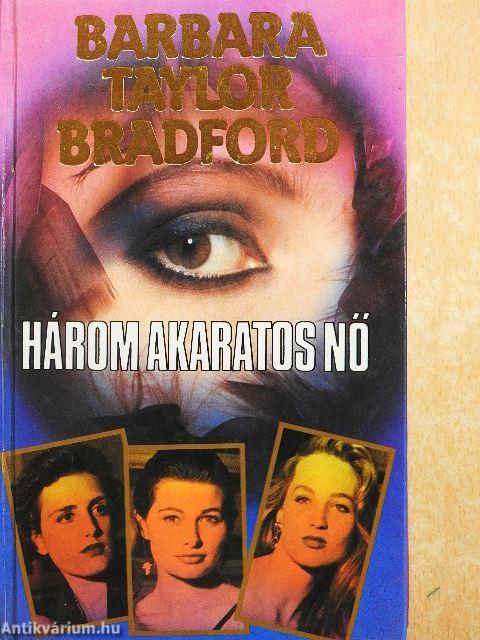 BARBARA
TAYLOR
BRADFORD
HÁROM AKARATOS NŐ
Antikvárium.hu